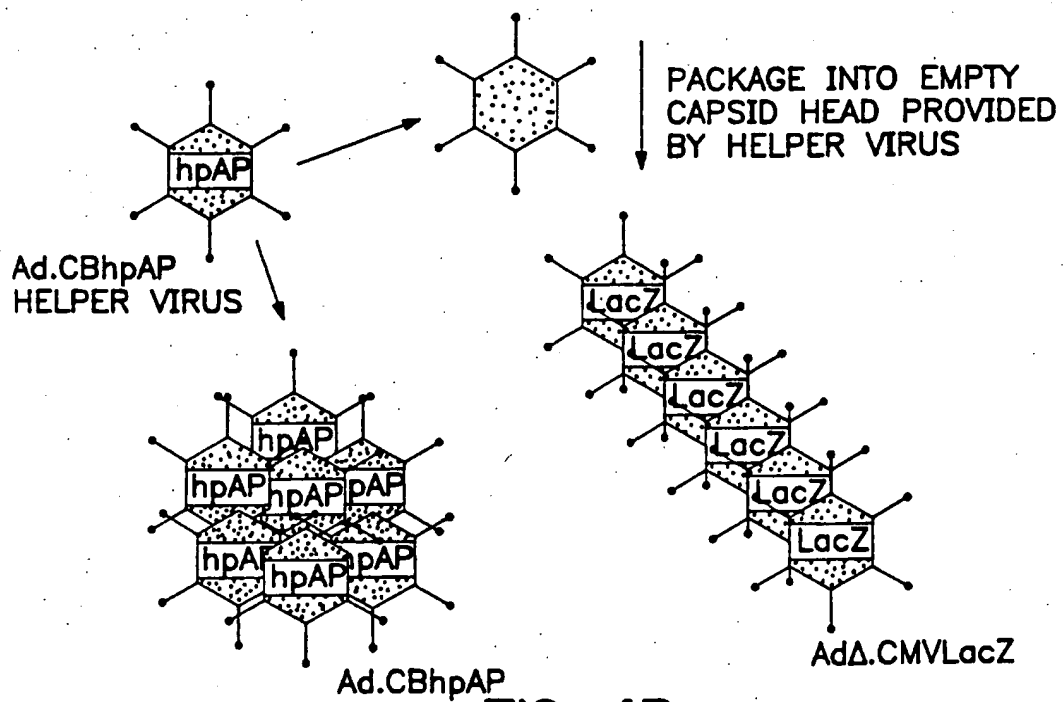 PACKAGE INTO EMPTY
CAPSID HEAD PROVIDED
BY HELPER VIRUS
hpAP
Ad.CBhpAP
HELPER VIRUS
LacZ
LacZ
LacZ
LacZ
LacZ
LacZ
hpAP
hpAP
hpAP
pAP
hpAP
hpAP
hpAP
Ad.CBhpAP
AdΔ.CMVLacZ